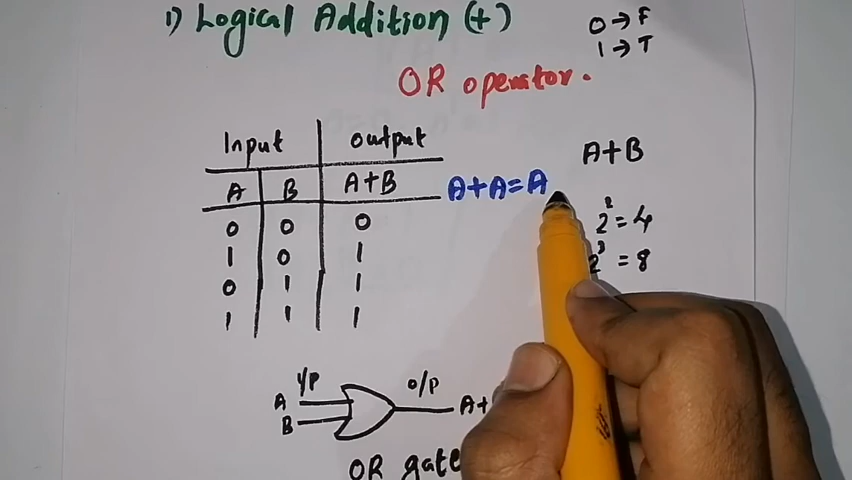 1) Logical Addition (+)
0 → F
1 → T
OR operator.
Input Output
A B A+B
0 0 0
1 0 1
0 1 1
1 1 1
A+A=A
A+B
2² = 4
2³ = 8
I/P O/P
A
B
A+
OR gate